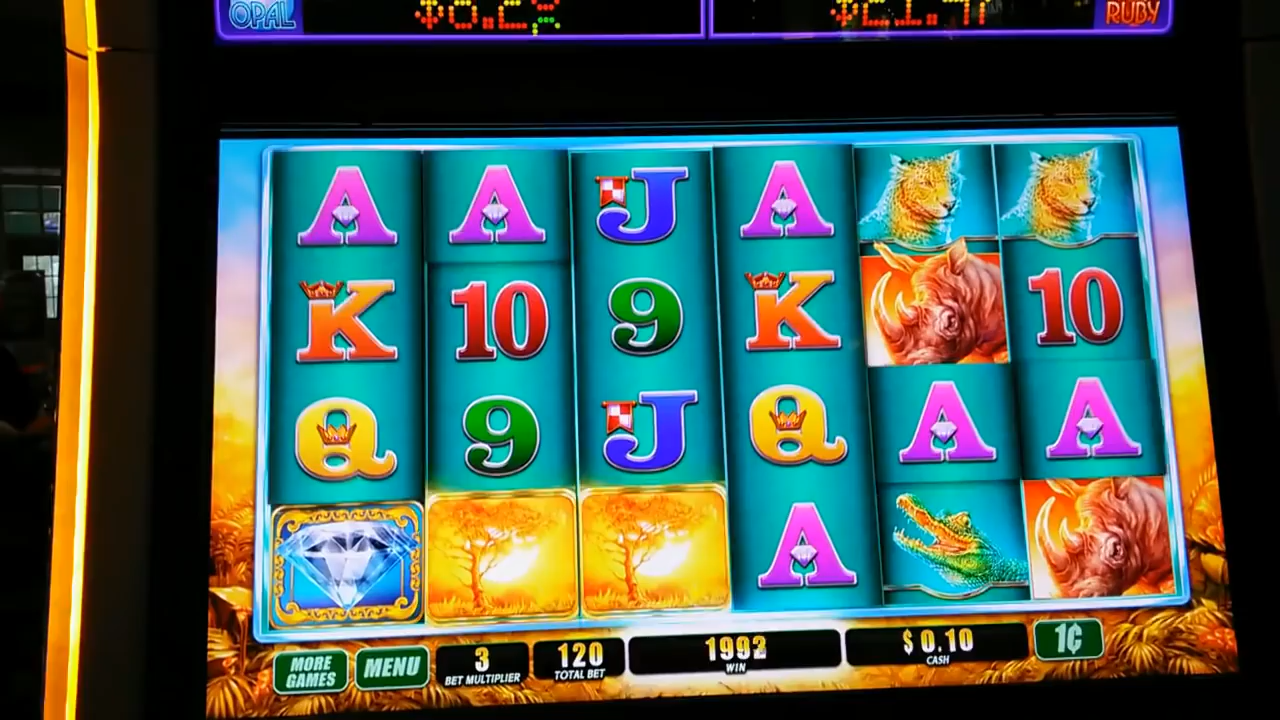 OPAL
RUBY
A A J A
K 10 9 K 10
Q 9 J Q A A
A
MORE GAMES
MENU
3
BET MULTIPLIER
120
TOTAL BET
WIN
$0.10
CASH
1¢